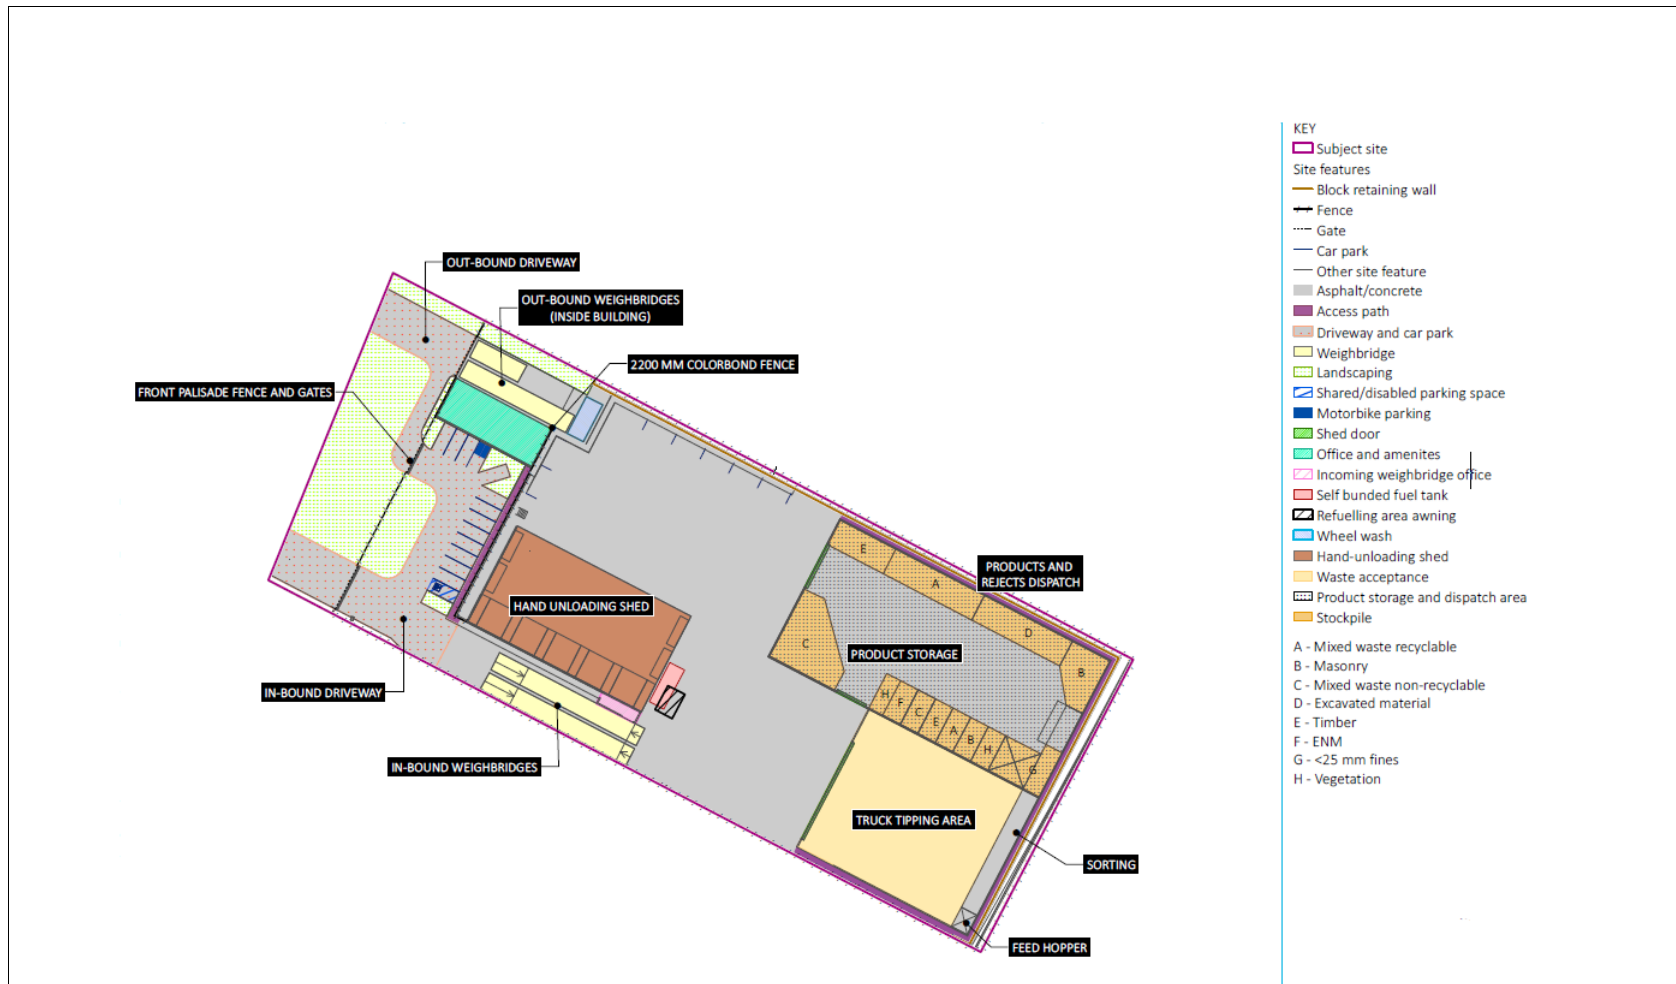 OUT-BOUND DRIVEWAY
OUT-BOUND WEIGHBRIDGES
(INSIDE BUILDING)
2200 MM COLORBOND FENCE
FRONT PALISADE FENCE AND GATES
E
A
PRODUCTS AND
REJECTS DISPATCH
HAND UNLOADING SHED
D
C
PRODUCT STORAGE
B
IN-BOUND DRIVEWAY
H
F
C
E
A
B
H
G
IN-BOUND WEIGHBRIDGES
TRUCK TIPPING AREA
SORTING
FEED HOPPER
KEY
Subject site
Site features
Block retaining wall
Fence
Gate
Car park
Other site feature
Asphalt/concrete
Access path
Driveway and car park
Weighbridge
Landscaping
Shared/disabled parking space
Motorbike parking
Shed door
Office and amenites
Incoming weighbridge office
Self bunded fuel tank
Refuelling area awning
Wheel wash
Hand-unloading shed
Waste acceptance
Product storage and dispatch area
Stockpile
A - Mixed waste recyclable
B - Masonry
C - Mixed waste non-recyclable
D - Excavated material
E - Timber
F - ENM
G - <25 mm fines
H - Vegetation